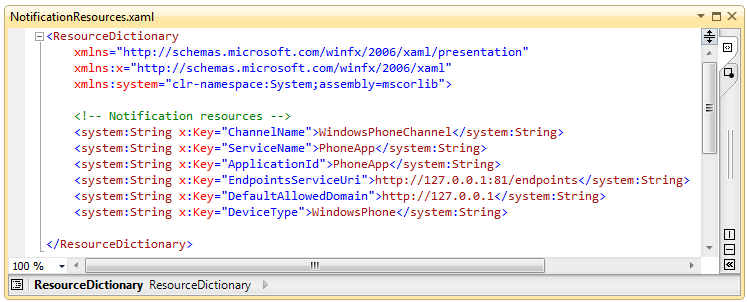 NotificationResources.xaml
<ResourceDictionary
xmlns="http://schemas.microsoft.com/winfx/2006/xaml/presentation"
xmlns:x="http://schemas.microsoft.com/winfx/2006/xaml"
xmlns:system="clr-namespace:System;assembly=mscorlib">
<!-- Notification resources -->
<system:String x:Key="ChannelName">WindowsPhoneChannel</system:String>
<system:String x:Key="ServiceName">PhoneApp</system:String>
<system:String x:Key="ApplicationId">PhoneApp</system:String>
<system:String x:Key="EndpointsServiceUri">http://127.0.0.1:81/endpoints</system:String>
<system:String x:Key="DefaultAllowedDomain">http://127.0.0.1</system:String>
<system:String x:Key="DeviceType">WindowsPhone</system:String>
</ResourceDictionary>
100 %
ResourceDictionary ResourceDictionary